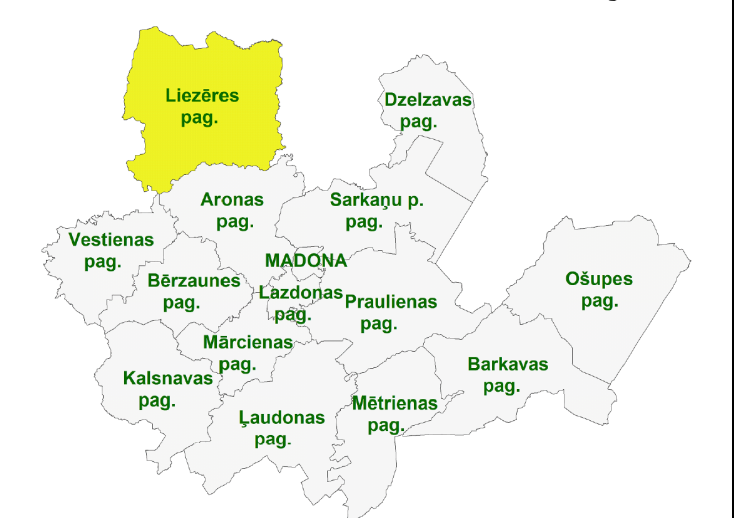 Liezēres
pag.
Dzelzavas
pag.
Aronas
pag.
Sarkaņu p.
pag.
Vestienas
pag.
MADONA
Bērzaunes
pag.
Lazdonas
pag.
Praulienas
pag.
Ošupes
pag.
Mārcienas
pag.
Kalsnavas
pag.
Barkavas
pag.
Ļaudonas
pag.
Mētrienas
pag.